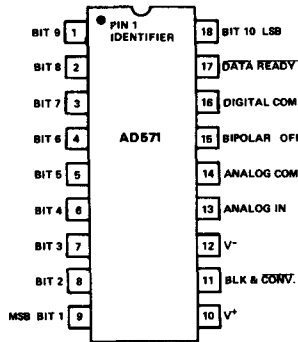 BIT 9 1 PIN 1 IDENTIFIER 18 BIT 10 LSB
BIT 8 2 17 DATA READY
BIT 7 3 16 DIGITAL COM
BIT 6 4 AD571 15 BIPOLAR OFF
BIT 5 5 14 ANALOG COM
BIT 4 6 13 ANALOG IN
BIT 3 7 12 V-
BIT 2 8 11 BLK & CONV.
MSB BIT 1 9 10 V+